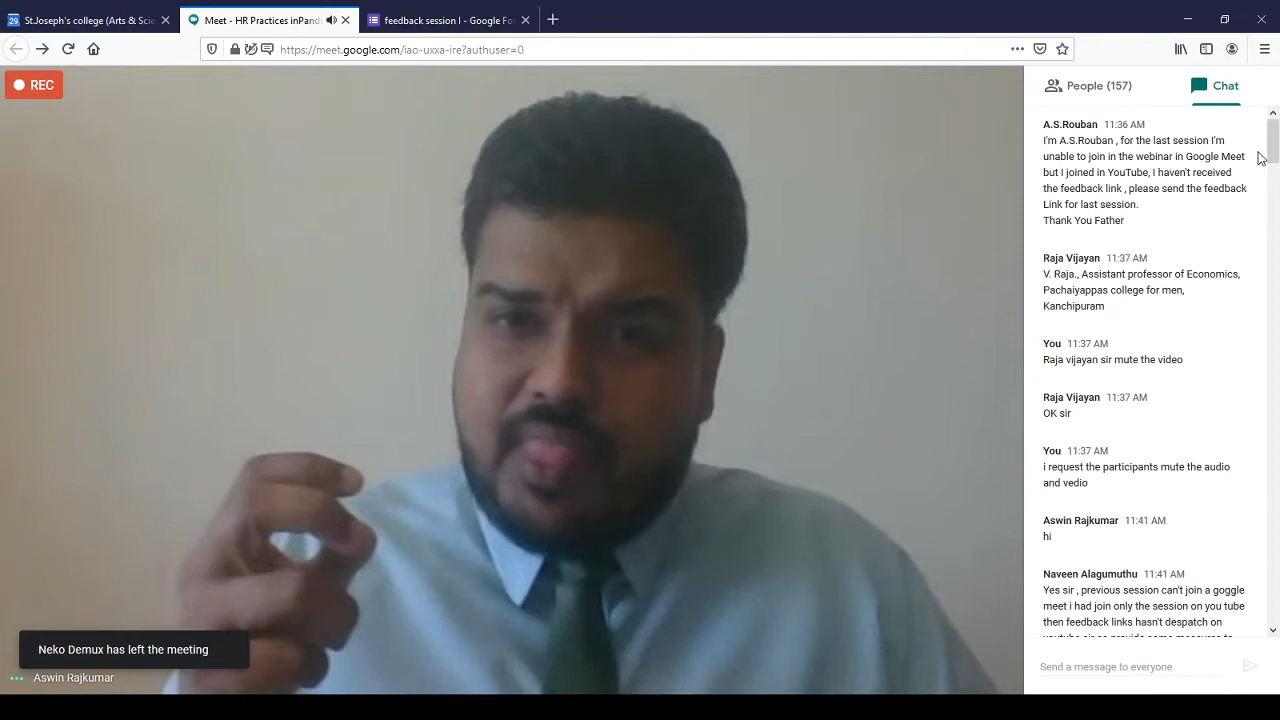 St.Joseph's college (Arts & Scie
Meet - HR Practices inPand
feedback session I - Google For
https://meet.google.com/iao-uxxa-ire?authuser=0
REC
People (157)
Chat
A.S.Rouban 11:36 AM
I'm A.S.Rouban , for the last session I'm
unable to join in the webinar in Google Meet
but I joined in YouTube, I haven't received
the feedback link , please send the feedback
Link for last session.
Thank You Father
Raja Vijayan 11:37 AM
V. Raja., Assistant professor of Economics,
Pachaiyappas college for men,
Kanchipuram
You 11:37 AM
Raja vijayan sir mute the video
Raja Vijayan 11:37 AM
OK sir
You 11:37 AM
i request the participants mute the audio
and vedio
Aswin Rajkumar 11:41 AM
hi
Naveen Alagumuthu 11:41 AM
Yes sir , previous session can't join a goggle
meet i had join only the session on you tube
then feedback links hasn't despatch on
youtube sir so provide some measures to
Send a message to everyone
Neko Demux has left the meeting
Aswin Rajkumar